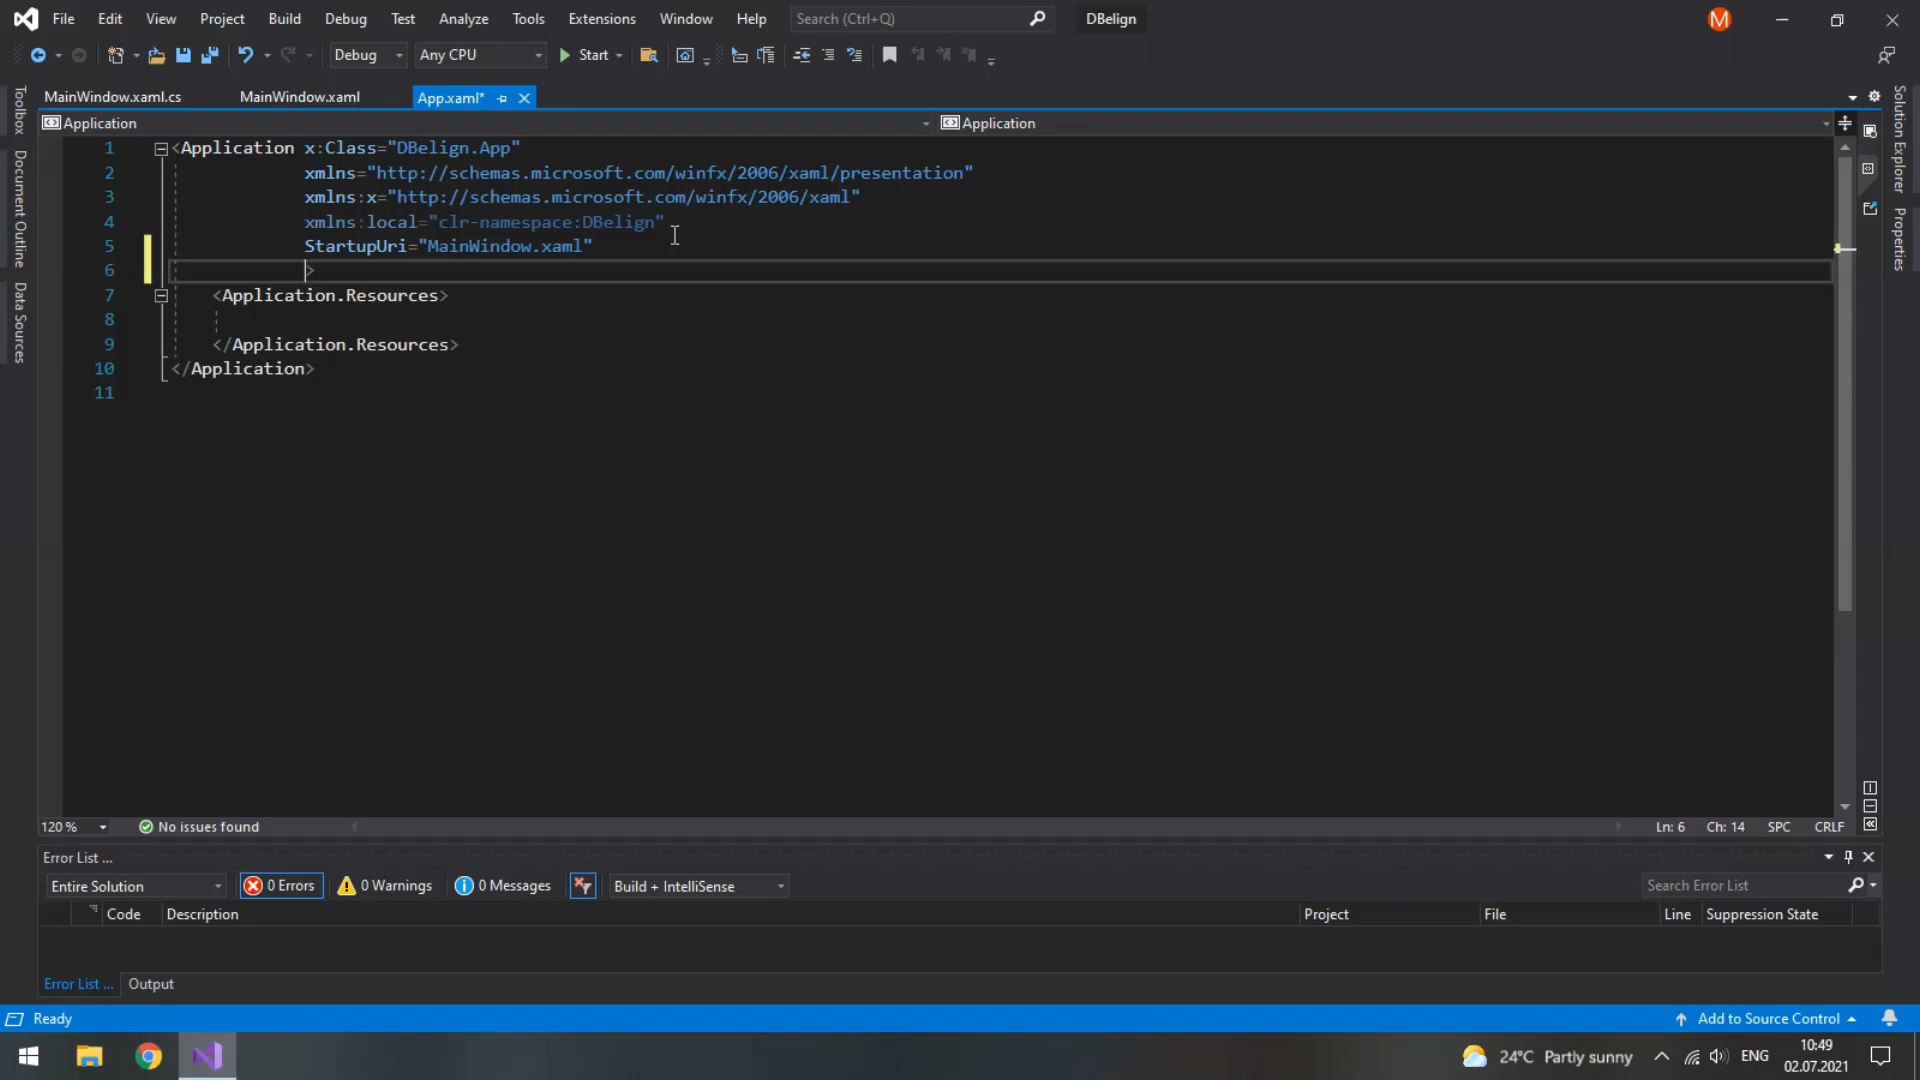 File Edit View Project Build Debug Test Analyze Tools Extensions Window Help Search (Ctrl+Q) DBelign M
Debug Any CPU Start
MainWindow.xaml.cs MainWindow.xaml App.xaml*
Application Application
1 <Application x:Class="DBelign.App"
2 xmlns="http://schemas.microsoft.com/winfx/2006/xaml/presentation"
3 xmlns:x="http://schemas.microsoft.com/winfx/2006/xaml"
4 xmlns:local="clr-namespace:DBelign"
5 StartupUri="MainWindow.xaml"
6 >
7 <Application.Resources>
8
9 </Application.Resources>
10 </Application>
11
Toolbox
Document Outline
Data Sources
Solution Explorer
Properties
120 % No issues found Ln: 6 Ch: 14 SPC CRLF
Error List ...
Entire Solution 0 Errors 0 Warnings 0 Messages Build + IntelliSense Search Error List
Code Description Project File Line Suppression State
Error List ... Output
Ready Add to Source Control
24°C Partly sunny ENG 10:49
02.07.2021